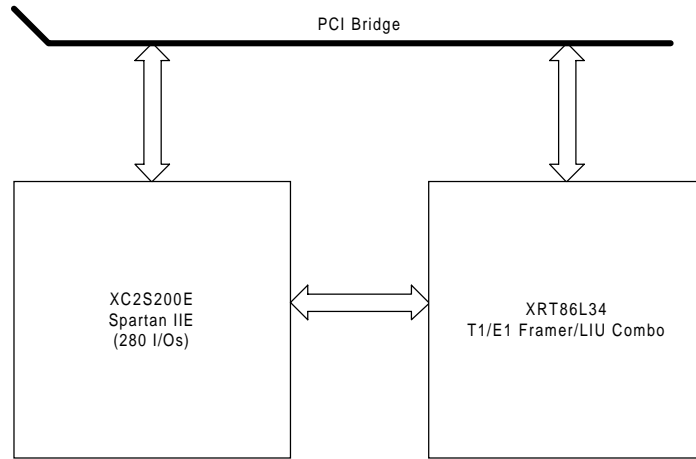 PCI Bridge
XC2S200E
Spartan IIE
(280 I/Os)
XRT86L34
T1/E1 Framer/LIU Combo